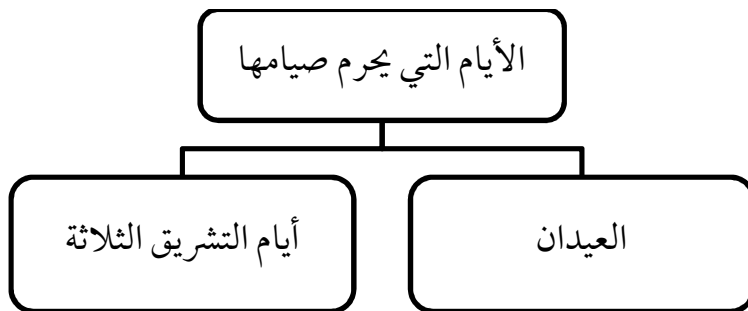 الأيام التي يحرم صيامها
العيدان
أيام التشريق الثلاثة